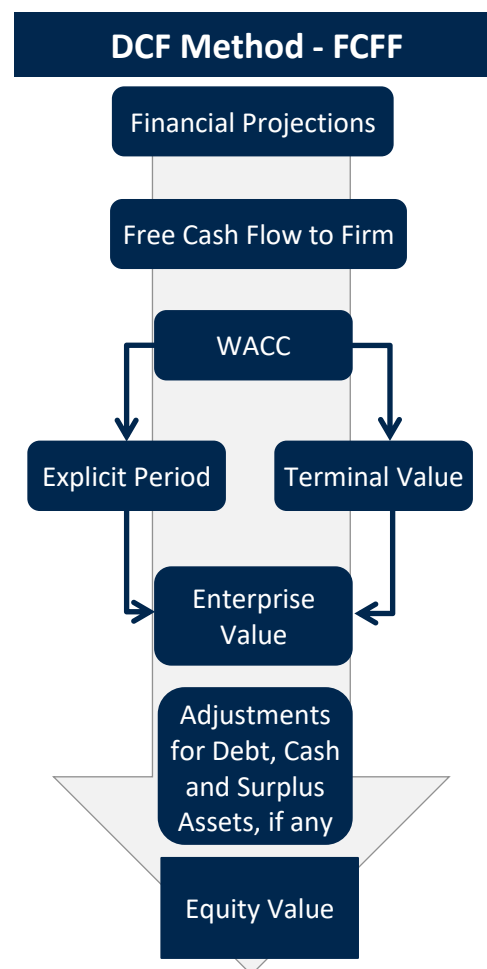 DCF Method - FCFF
Financial Projections
Free Cash Flow to Firm
WACC
Explicit Period
Terminal Value
Enterprise
Value
Adjustments
for Debt, Cash
and Surplus
Assets, if any
Equity Value